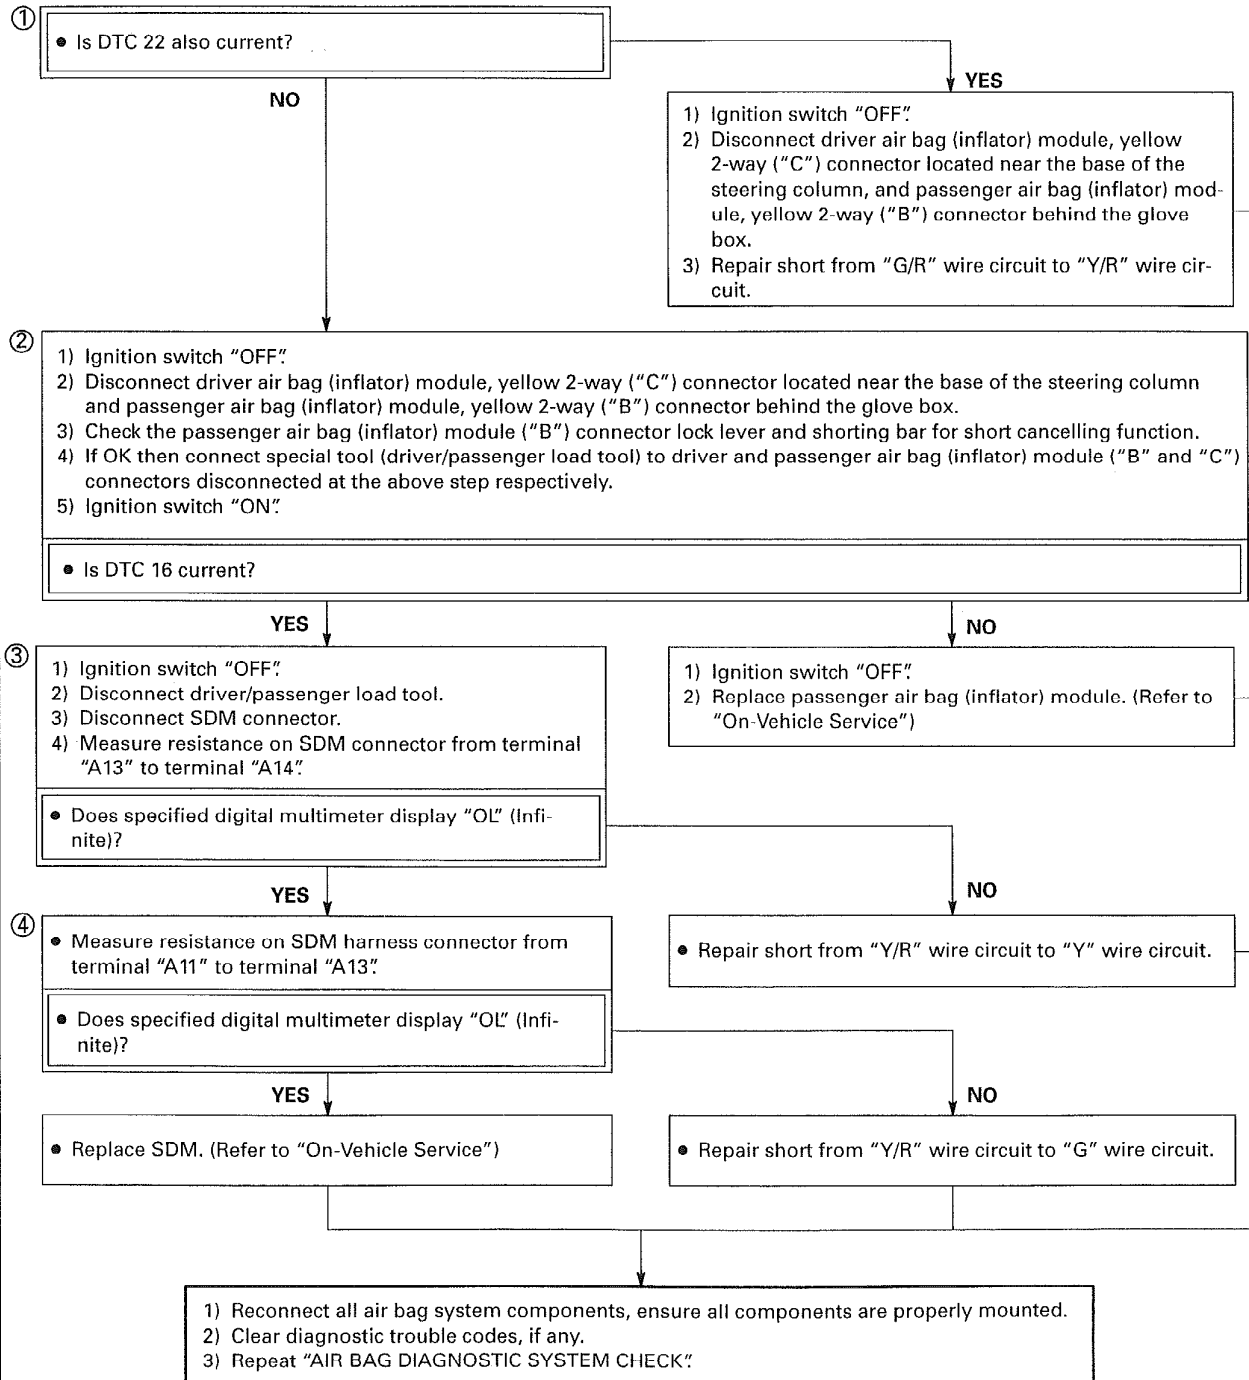 ①
● Is DTC 22 also current?
NO
YES
1) Ignition switch "OFF".
2) Disconnect driver air bag (inflator) module, yellow
2-way ("C") connector located near the base of the
steering column, and passenger air bag (inflator) mod-
ule, yellow 2-way ("B") connector behind the glove
box.
3) Repair short from "G/R" wire circuit to "Y/R" wire cir-
cuit.
②
1) Ignition switch "OFF".
2) Disconnect driver air bag (inflator) module, yellow 2-way ("C") connector located near the base of the steering column
and passenger air bag (inflator) module, yellow 2-way ("B") connector behind the glove box.
3) Check the passenger air bag (inflator) module ("B") connector lock lever and shorting bar for short cancelling function.
4) If OK then connect special tool (driver/passenger load tool) to driver and passenger air bag (inflator) module ("B" and "C")
connectors disconnected at the above step respectively.
5) Ignition switch "ON".
● Is DTC 16 current?
YES
NO
③
1) Ignition switch "OFF".
2) Disconnect driver/passenger load tool.
3) Disconnect SDM connector.
4) Measure resistance on SDM connector from terminal
"A13" to terminal "A14".
● Does specified digital multimeter display "OL" (Infi-
nite)?
1) Ignition switch "OFF".
2) Replace passenger air bag (inflator) module. (Refer to
"On-Vehicle Service")
YES
NO
④
● Measure resistance on SDM harness connector from
terminal "A11" to terminal "A13".
● Does specified digital multimeter display "OL" (Infi-
nite)?
● Repair short from "Y/R" wire circuit to "Y" wire circuit.
YES
NO
● Replace SDM. (Refer to "On-Vehicle Service")
● Repair short from "Y/R" wire circuit to "G" wire circuit.
1) Reconnect all air bag system components, ensure all components are properly mounted.
2) Clear diagnostic trouble codes, if any.
3) Repeat "AIR BAG DIAGNOSTIC SYSTEM CHECK".